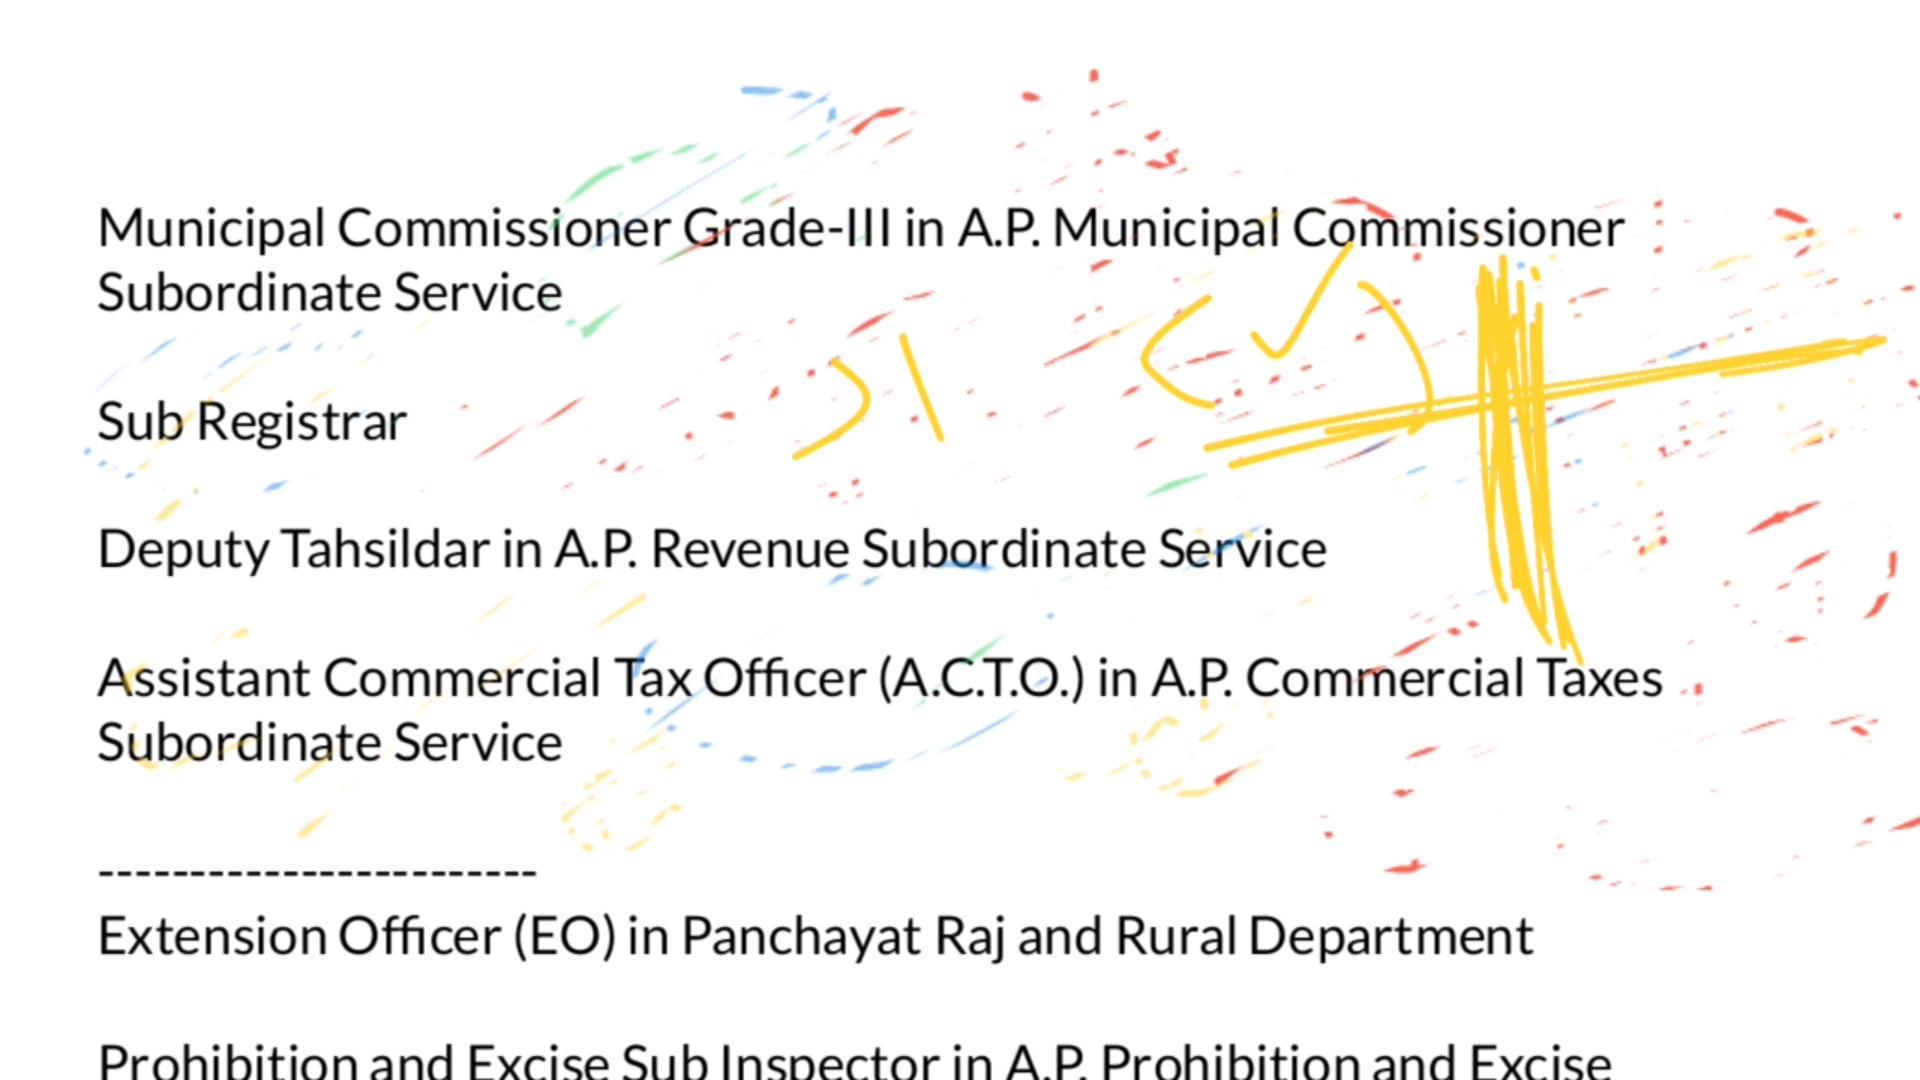 Municipal Commissioner Grade-III in A.P. Municipal Commissioner
Subordinate Service
Sub Registrar
Deputy Tahsildar in A.P. Revenue Subordinate Service
Assistant Commercial Tax Officer (A.C.T.O.) in A.P. Commercial Taxes
Subordinate Service
------------------------
Extension Officer (EO) in Panchayat Raj and Rural Department
Prohibition and Excise Sub Inspector in A.P. Prohibition and Excise